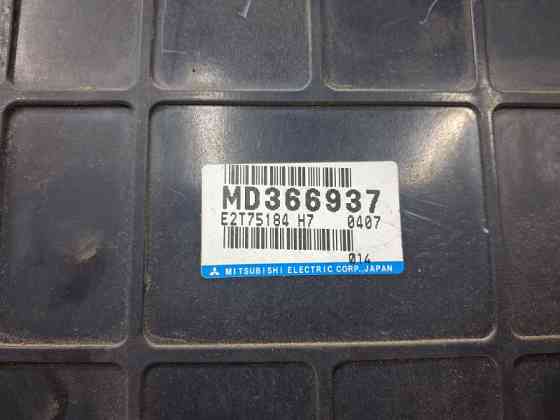 MD366937
E2T75184 H7 0407
014
MITSUBISHI ELECTRIC CORP., JAPAN